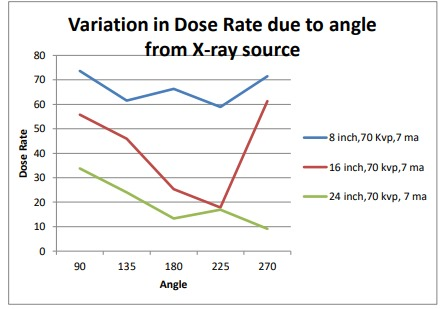 Variation in Dose Rate due to angle
from X-ray source
80
70
60
50
40
30
20
10
0
Dose Rate
90 135 180 225 270
Angle
8 inch,70 Kvp,7 ma
16 inch,70 kvp,7 ma
24 inch,70 kvp, 7 ma